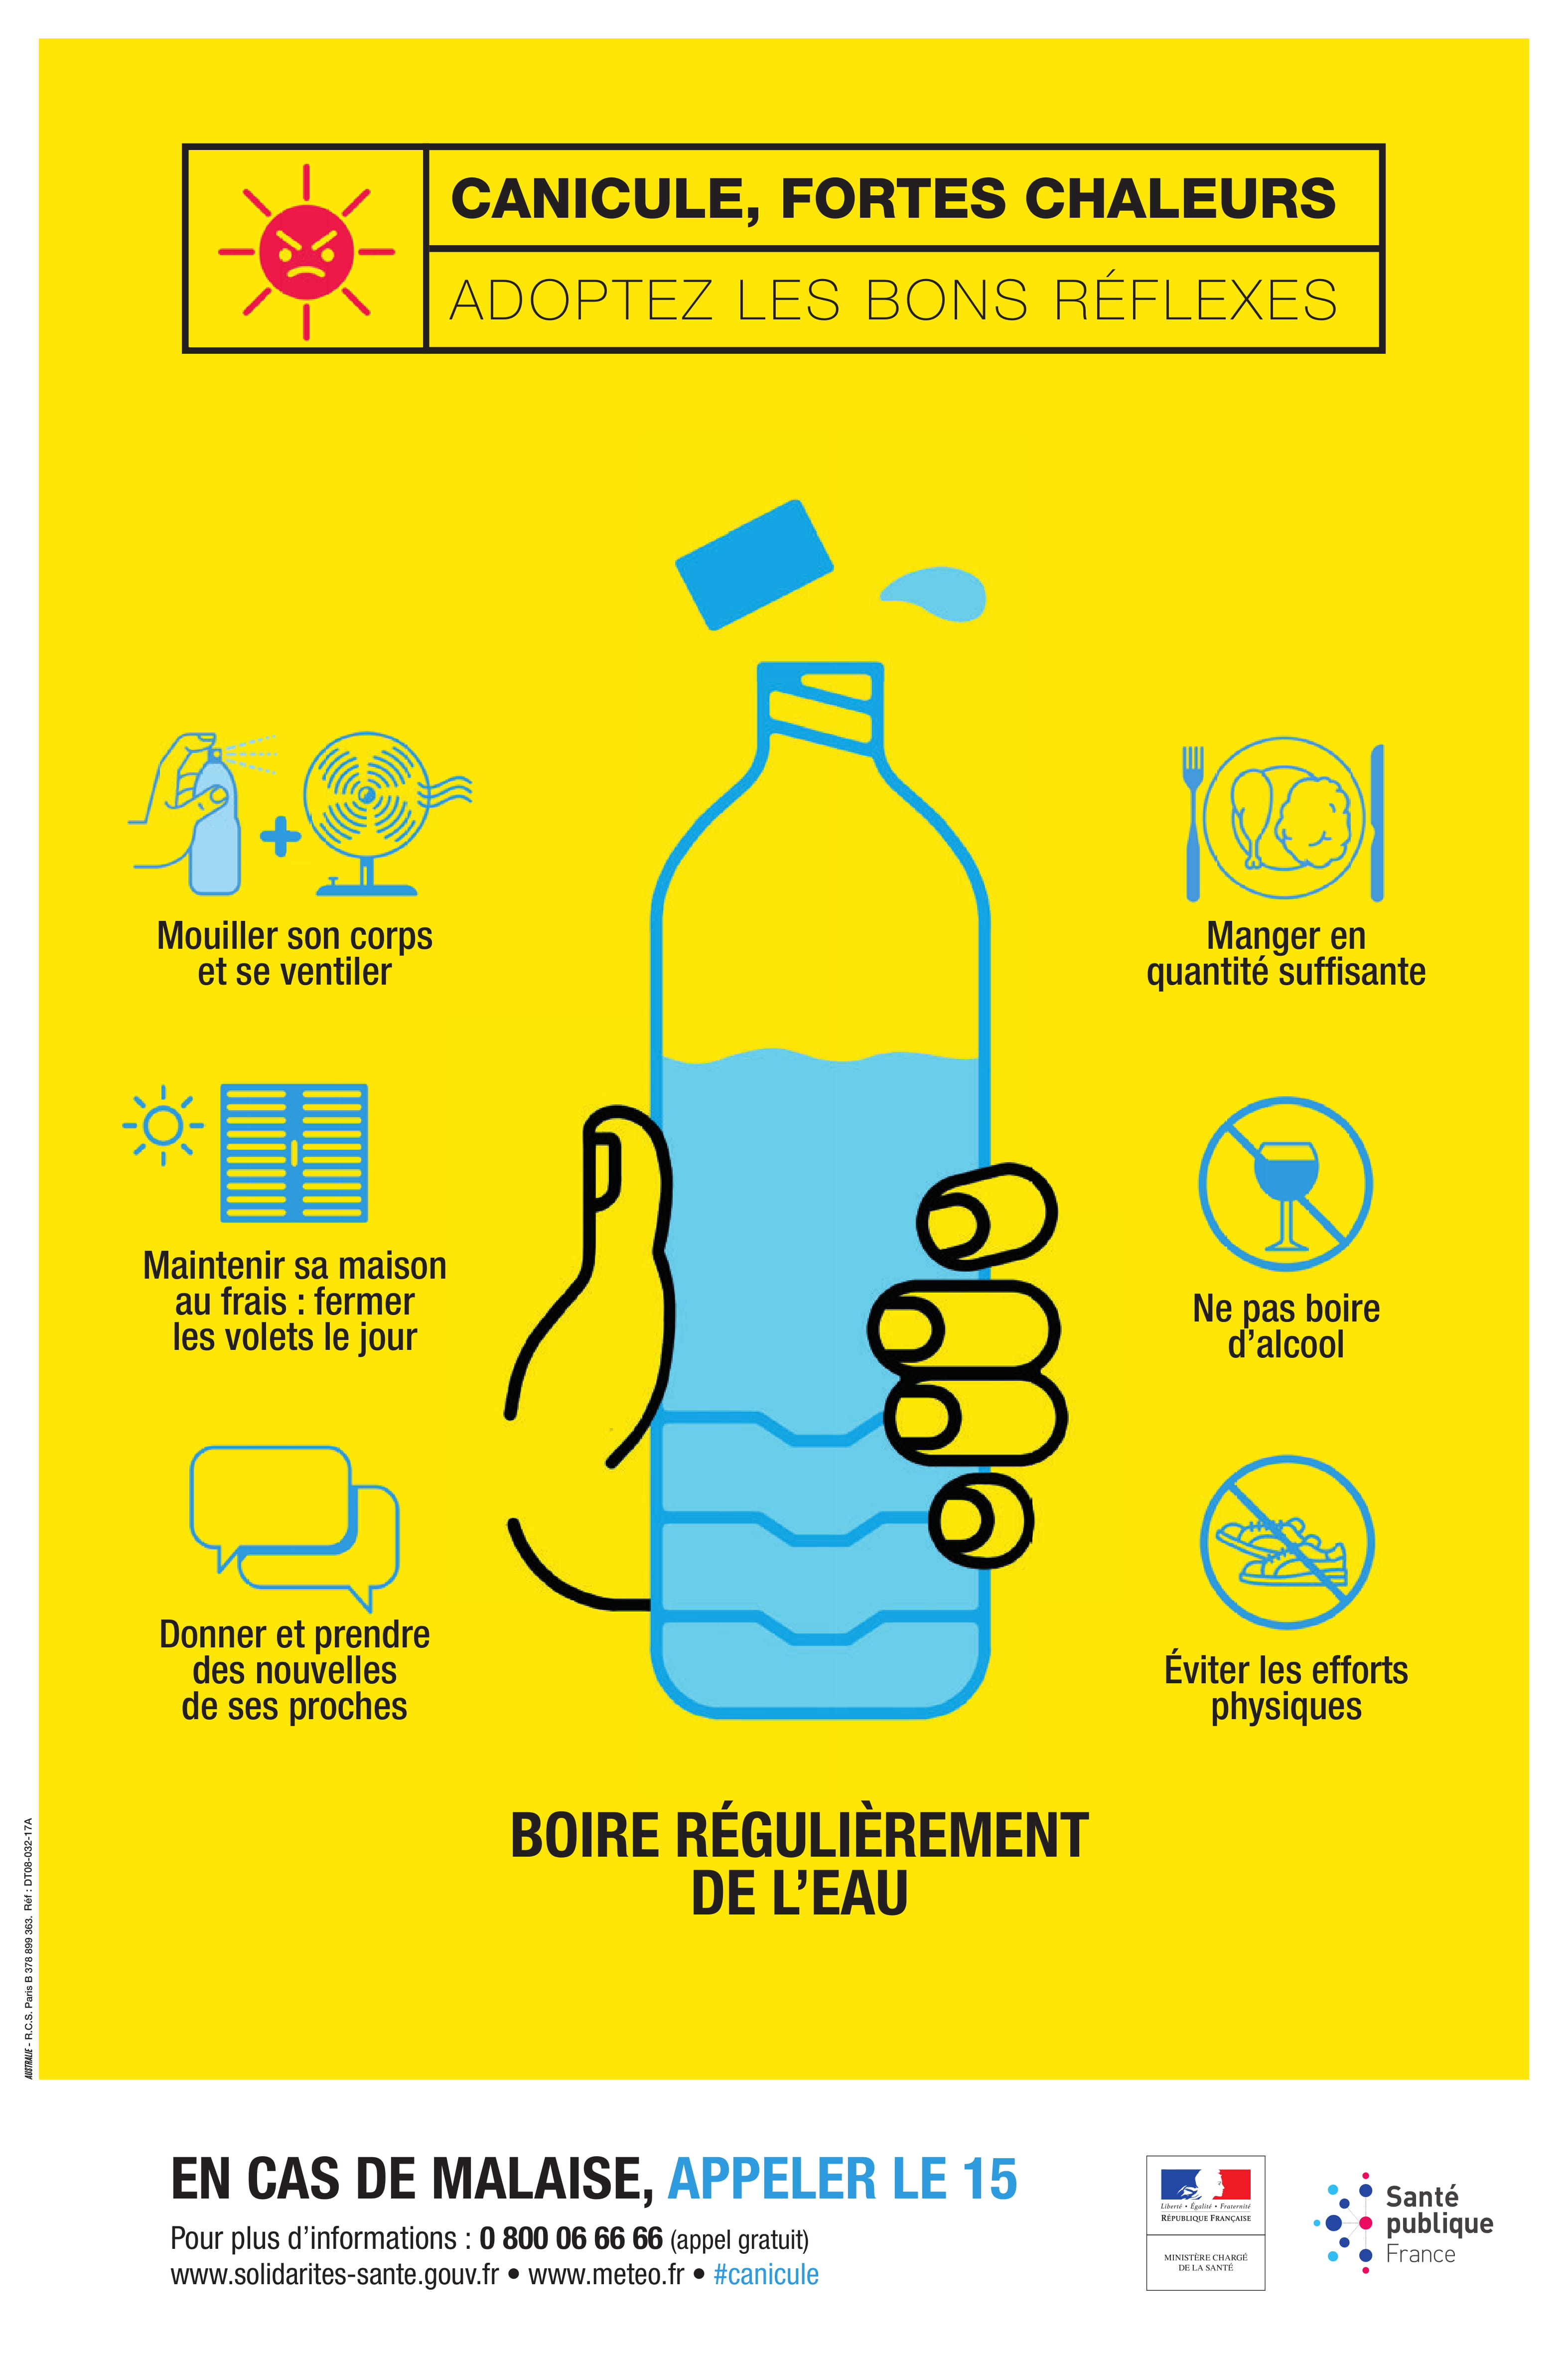 CANICULE, FORTES CHALEURS
ADOPTEZ LES BONS RÉFLEXES
Mouiller son corps
et se ventiler
Maintenir sa maison
au frais : fermer
les volets le jour
Donner et prendre
des nouvelles
de ses proches
Manger en
quantité suffisante
Ne pas boire
d’alcool
Éviter les efforts
physiques
BOIRE RÉGULIÈREMENT
DE L’EAU
AUSTRALIE - R.C.S. Paris B 378 899 363. Réf : DT08-032-17A
EN CAS DE MALAISE, APPELER LE 15
Pour plus d’informations : 0 800 06 66 66 (appel gratuit)
www.solidarites-sante.gouv.fr • www.meteo.fr • #canicule
Liberté • Égalité • Fraternité
RÉPUBLIQUE FRANÇAISE
MINISTÈRE CHARGÉ
DE LA SANTÉ
Santé
publique
France